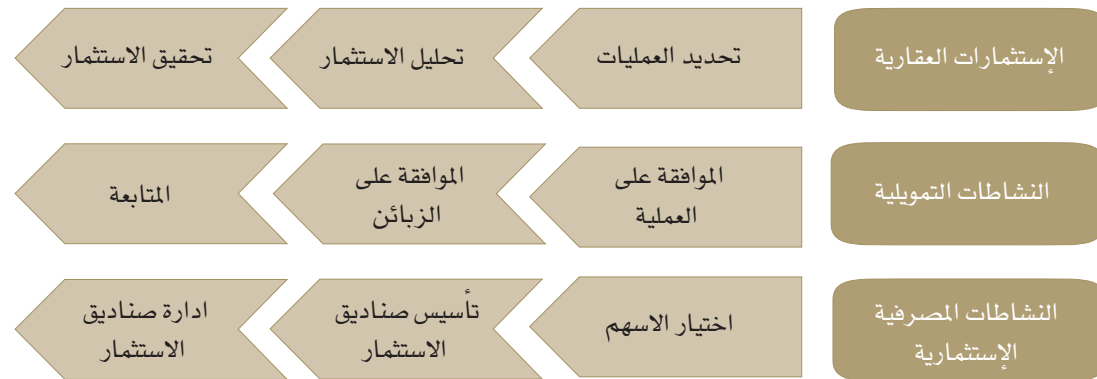 الإستثمارات العقارية
تحديد العمليات
تحليل الاستثمار
تحقيق الاستثمار
النشاطات التمويلية
الموافقة على
العملية
الموافقة على
الزبائن
المتابعة
النشاطات المصرفية
الإستثمارية
اختيار الاسهم
تأسيس صناديق
الاستثمار
ادارة صناديق
الاستثمار